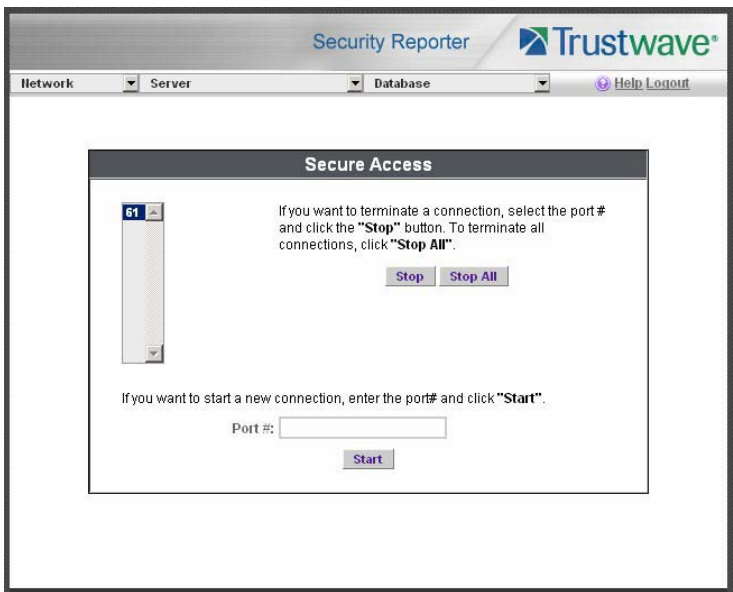 Security Reporter
Trustwave®
Network Server Database Help Logout
Secure Access
61
If you want to terminate a connection, select the port #
and click the "Stop" button. To terminate all
connections, click "Stop All".
Stop Stop All
If you want to start a new connection, enter the port# and click "Start".
Port #:
Start